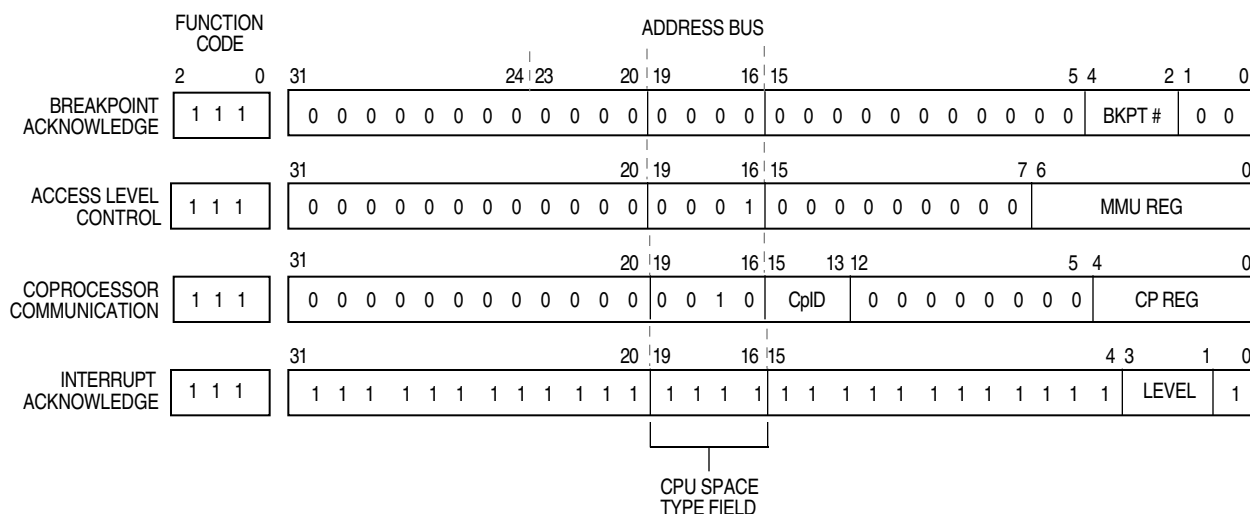 FUNCTION
CODE
ADDRESS BUS
2 0 31 24 23 20 19 16 15 5 4 2 1 0
BREAKPOINT
ACKNOWLEDGE
1 1 1 0 0 0 0 0 0 0 0 0 0 0 0 0 0 0 0 0 0 0 0 0 0 0 0 0 0 0 BKPT # 0 0
31 20 19 16 15 7 6 0
ACCESS LEVEL
CONTROL
1 1 1 0 0 0 0 0 0 0 0 0 0 0 0 0 0 0 1 0 0 0 0 0 0 0 0 0 MMU REG
31 20 19 16 15 13 12 5 4 0
COPROCESSOR
COMMUNICATION
1 1 1 0 0 0 0 0 0 0 0 0 0 0 0 0 0 1 0 CpID 0 0 0 0 0 0 0 0 CP REG
31 20 19 16 15 4 3 1 0
INTERRUPT
ACKNOWLEDGE
1 1 1 1 1 1 1 1 1 1 1 1 1 1 1 1 1 1 1 1 1 1 1 1 1 1 1 1 1 1 1 LEVEL 1
CPU SPACE
TYPE FIELD